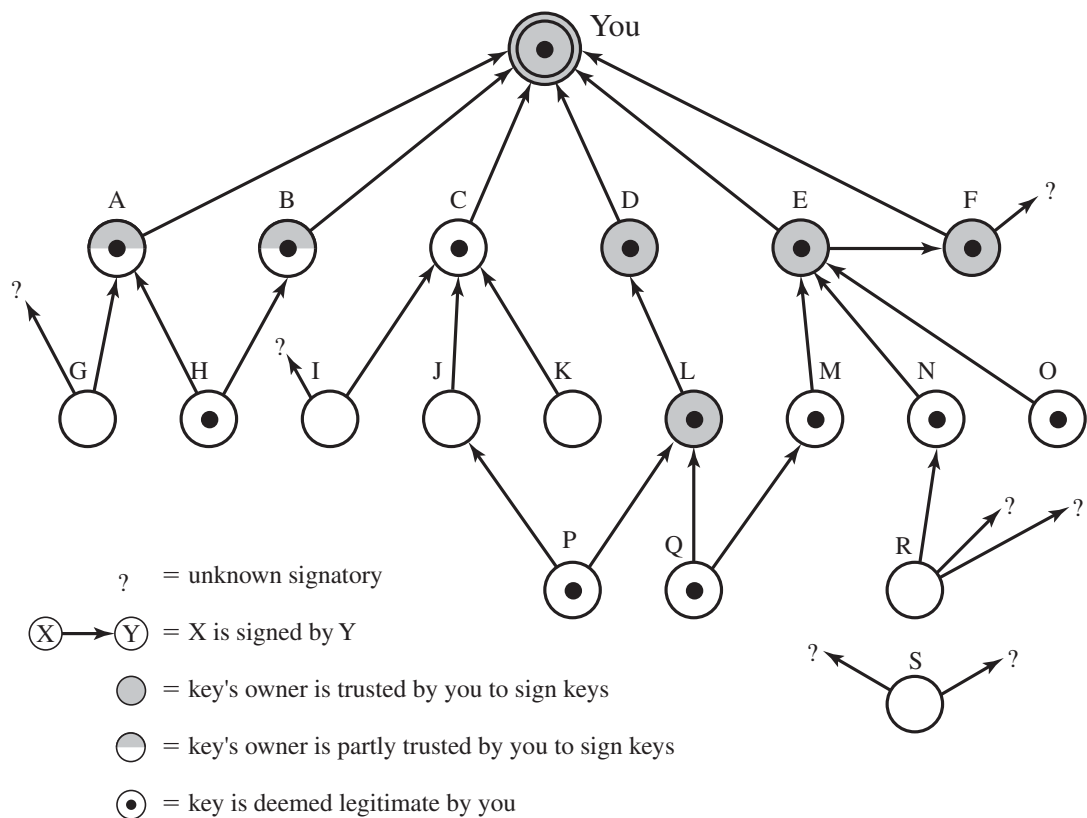 You
A B C D E F ?
?
G H ? I J K L M N O
P Q R ? ?
? = unknown signatory
X Y = X is signed by Y
? S ?
= key's owner is trusted by you to sign keys
= key's owner is partly trusted by you to sign keys
= key is deemed legitimate by you